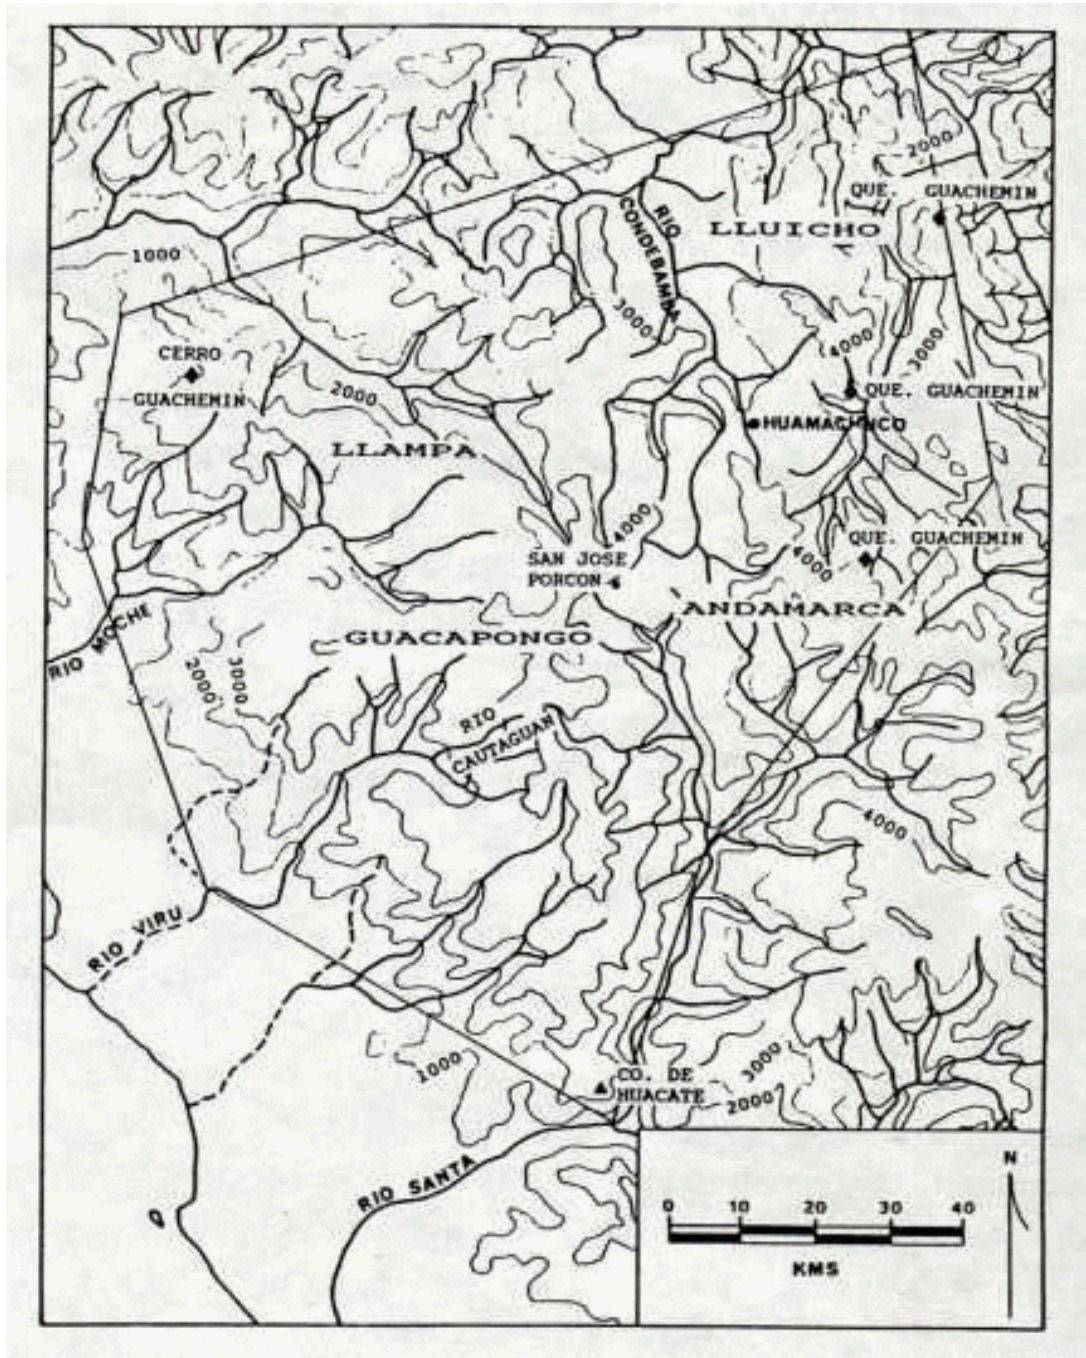 2000
QUE. GUACHEMIN
LLUICHO
RIO
CONDEBAMBA
1000
3000
4000
3000
CERRO
GUACHEMIN
2000
QUE. GUACHEMIN
HUAMACHUCO
LLAMPA
4000
QUE. GUACHEMIN
4000
SAN JOSE
PORCON
ANDAMARCA
GUACAPONGO
RIO MOCHE
2000
3000
RIO
CAUTAGUAN
4000
RIO VIRU
1000
3000
2000
CO. DE
HUACATE
RIO SANTA
N
0 10 20 30 40
KMS